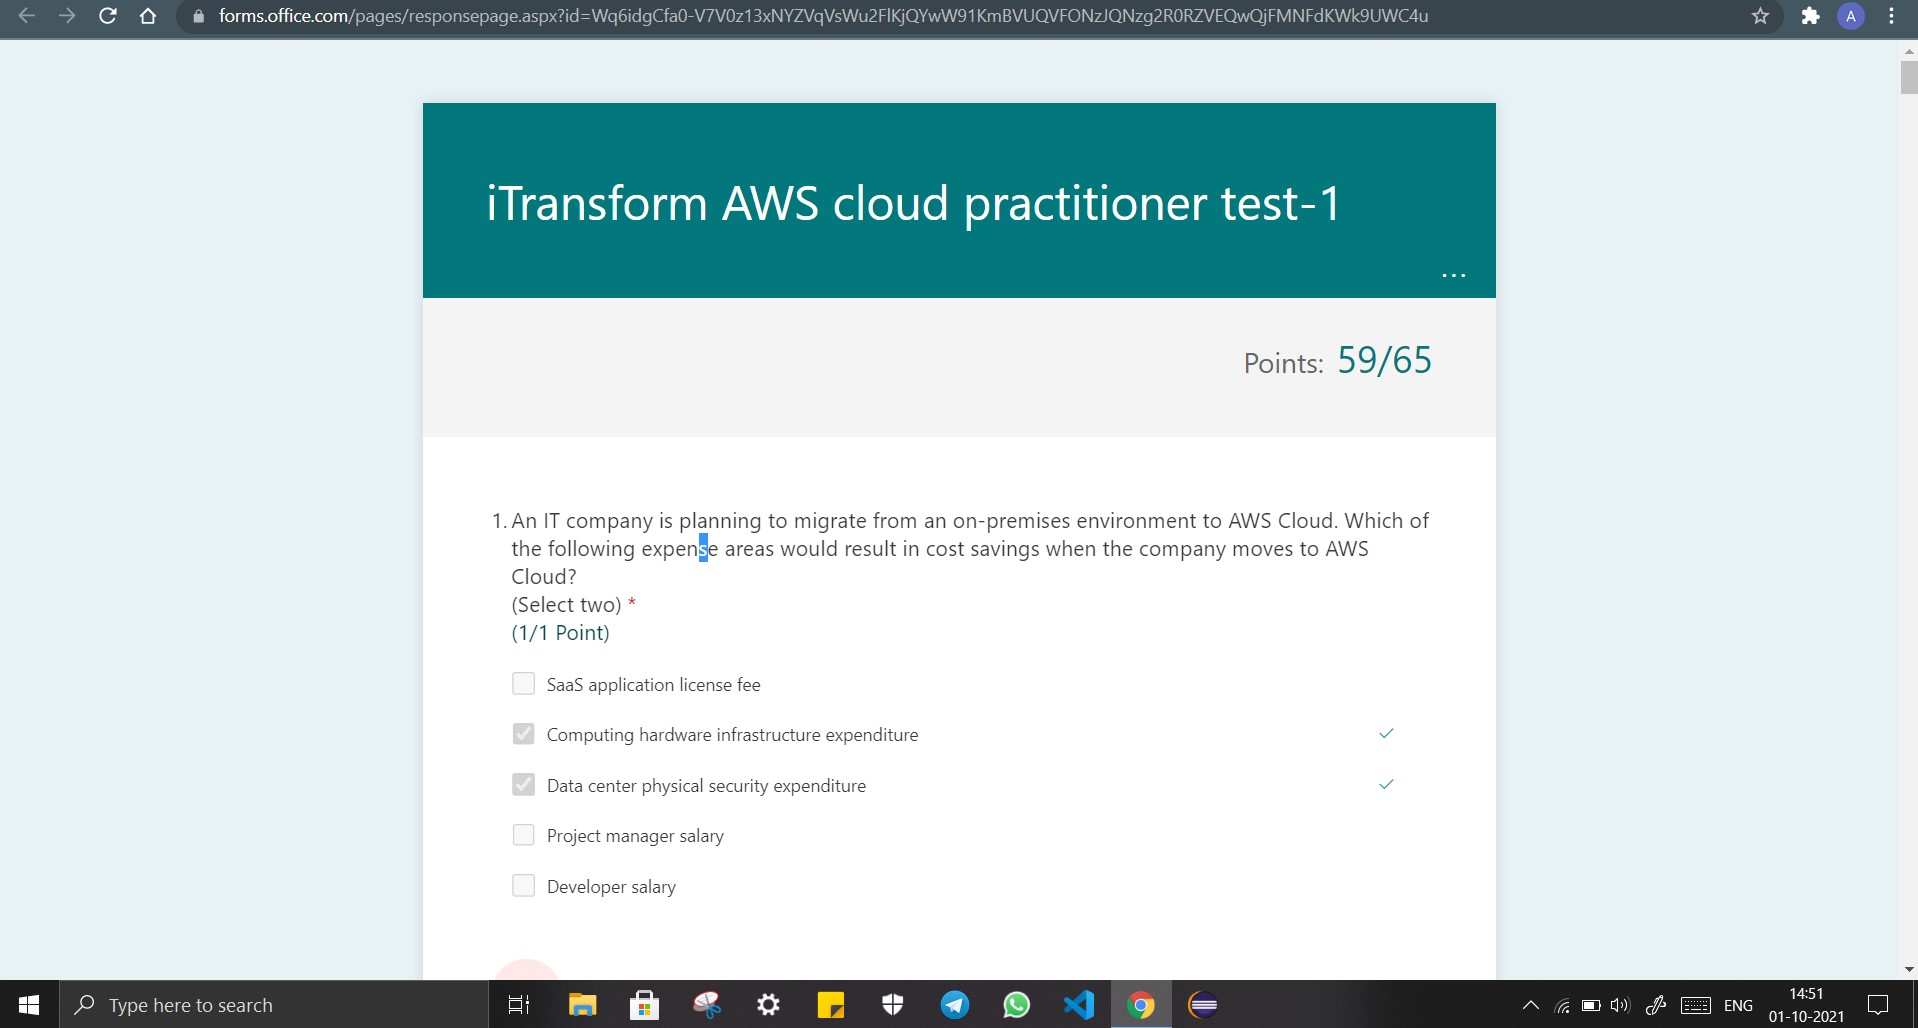 forms.office.com/pages/responsepage.aspx?id=Wq6idgCfa0-V7V0z13xNYZVqVsWu2FlKjQYwW91KmBVUQVFONzJQNzg2R0RZVEQwQjFMNFdKWk9UWC4u
A
iTransform AWS cloud practitioner test-1
...
Points: 59/65
1. An IT company is planning to migrate from an on-premises environment to AWS Cloud. Which of
the following expense areas would result in cost savings when the company moves to AWS
Cloud?
(Select two) *
(1/1 Point)
SaaS application license fee
Computing hardware infrastructure expenditure
Data center physical security expenditure
Project manager salary
Developer salary
Type here to search
ENG
14:51
01-10-2021